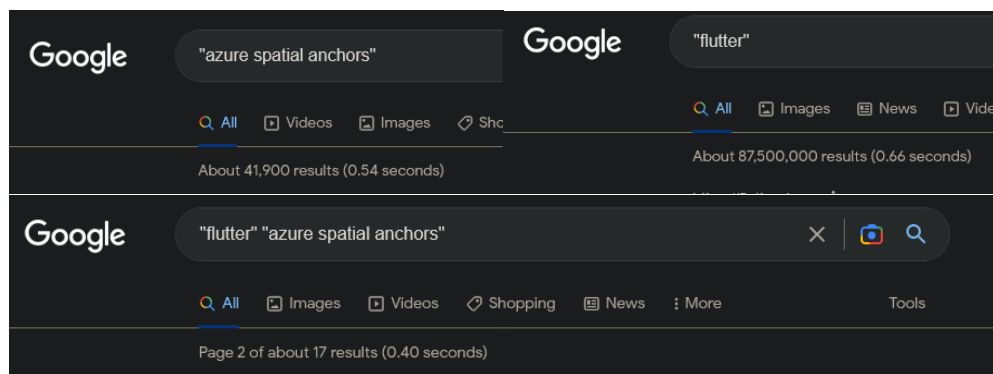 Google
"azure spatial anchors"
All Videos Images Sho
About 41,900 results (0.54 seconds)
Google
"flutter"
All Images News Vide
About 87,500,000 results (0.66 seconds)
Google
"flutter" "azure spatial anchors"
All Images Videos Shopping News More Tools
Page 2 of about 17 results (0.40 seconds)